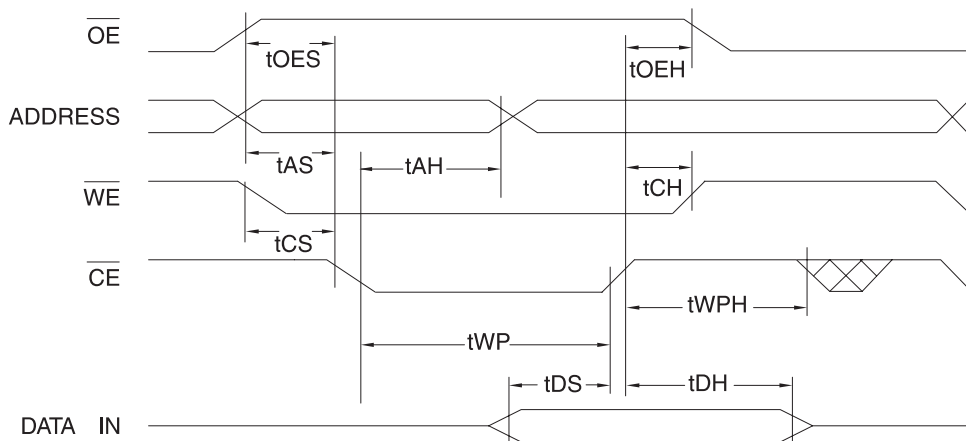 OE
tOES
tOEH
ADDRESS
tAS
tAH
WE
tCH
tCS
CE
tWPH
tWP
tDS
tDH
DATA IN